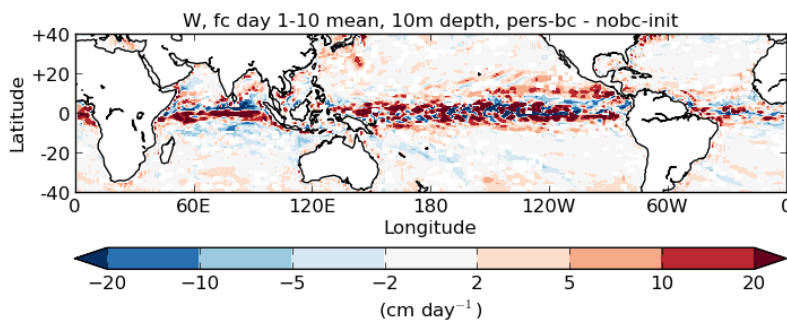 W, fc day 1-10 mean, 10m depth, pers-bc - nobc-init
+40
+20
0
-20
-40
Latitude
0 60E 120E 180 120W 60W 0
Longitude
−20 −10 −5 −2 2 5 10 20
(cm day⁻¹)